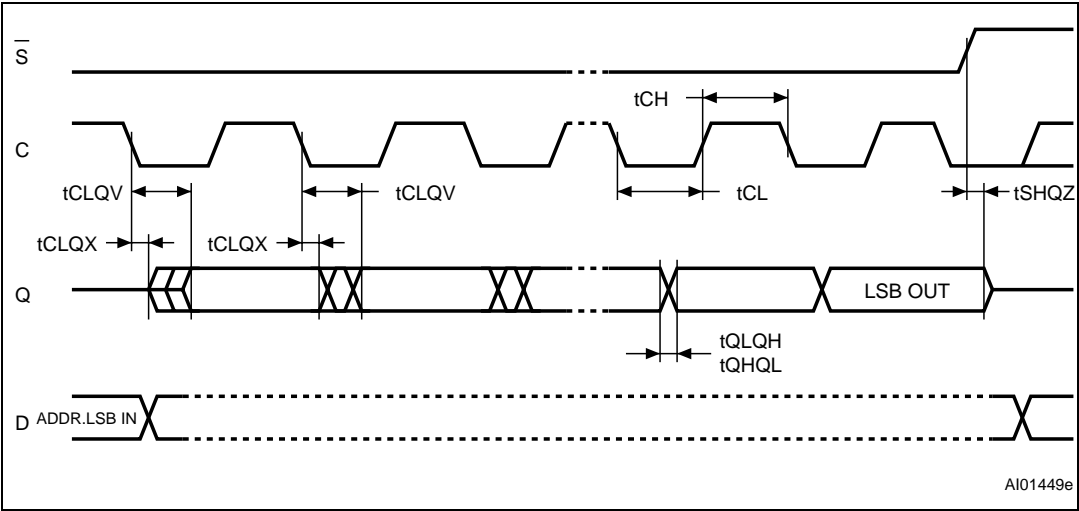 S
tCH
C
tCLQV
tCLQV
tCL
tSHQZ
tCLQX
tCLQX
Q
LSB OUT
tQLQH
tQHQL
D
ADDR.LSB IN
AI01449e